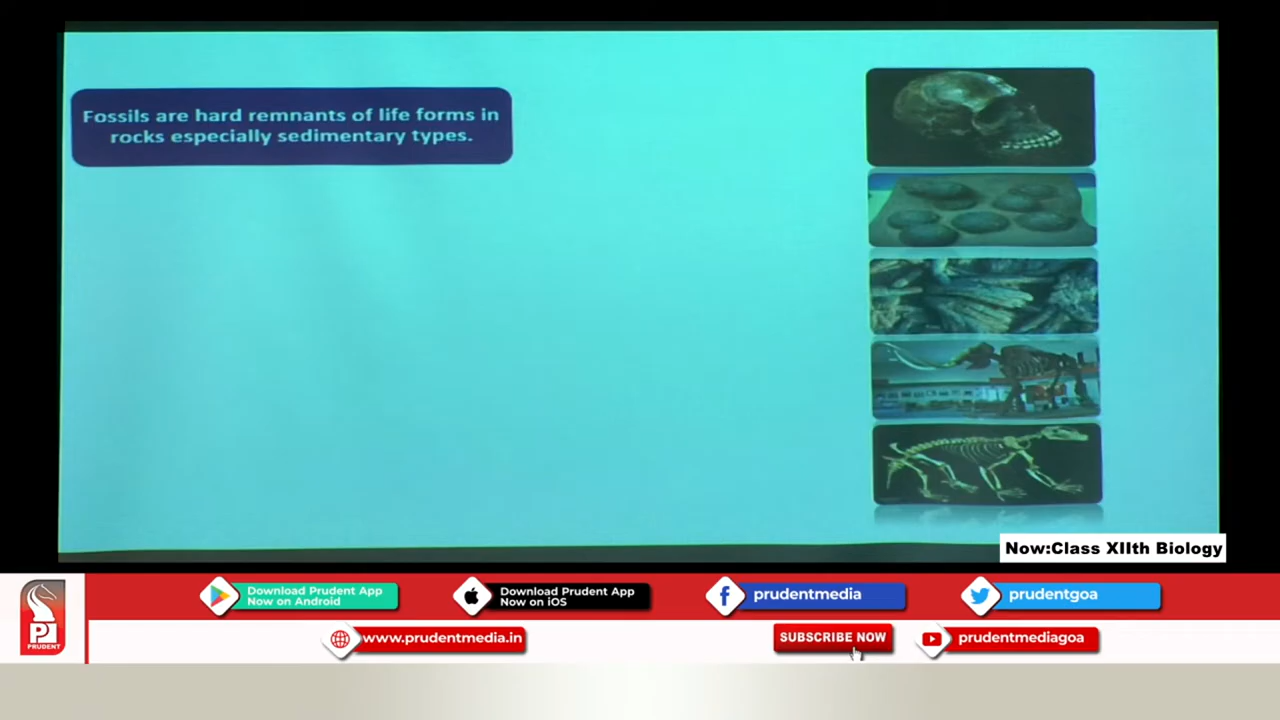 Fossils are hard remnants of life forms in
rocks especially sedimentary types.
Now:Class XIIth Biology
Download Prudent App
Now on Android
Download Prudent App
Now on iOS
prudentmedia
prudentgoa
PRUDENT
www.prudentmedia.in
SUBSCRIBE NOW
prudentmediagoa